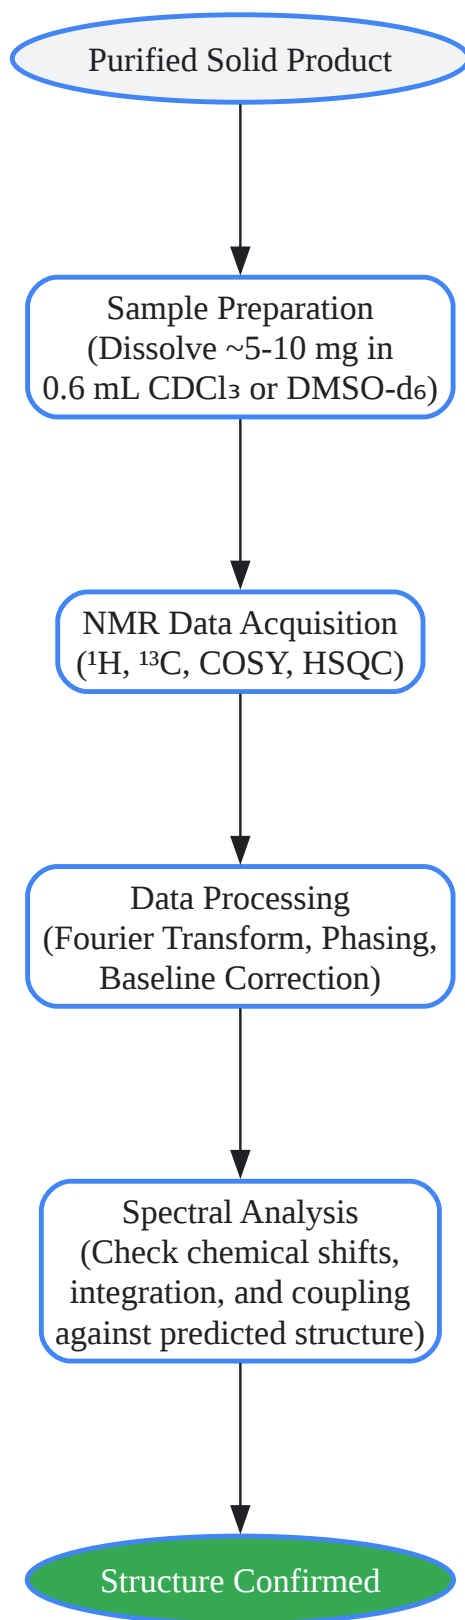 Purified Solid Product
Sample Preparation
(Dissolve ~5-10 mg in
0.6 mL CDCl₃ or DMSO-d₆)
NMR Data Acquisition
(¹H, ¹³C, COSY, HSQC)
Data Processing
(Fourier Transform, Phasing,
Baseline Correction)
Spectral Analysis
(Check chemical shifts,
integration, and coupling
against predicted structure)
Structure Confirmed